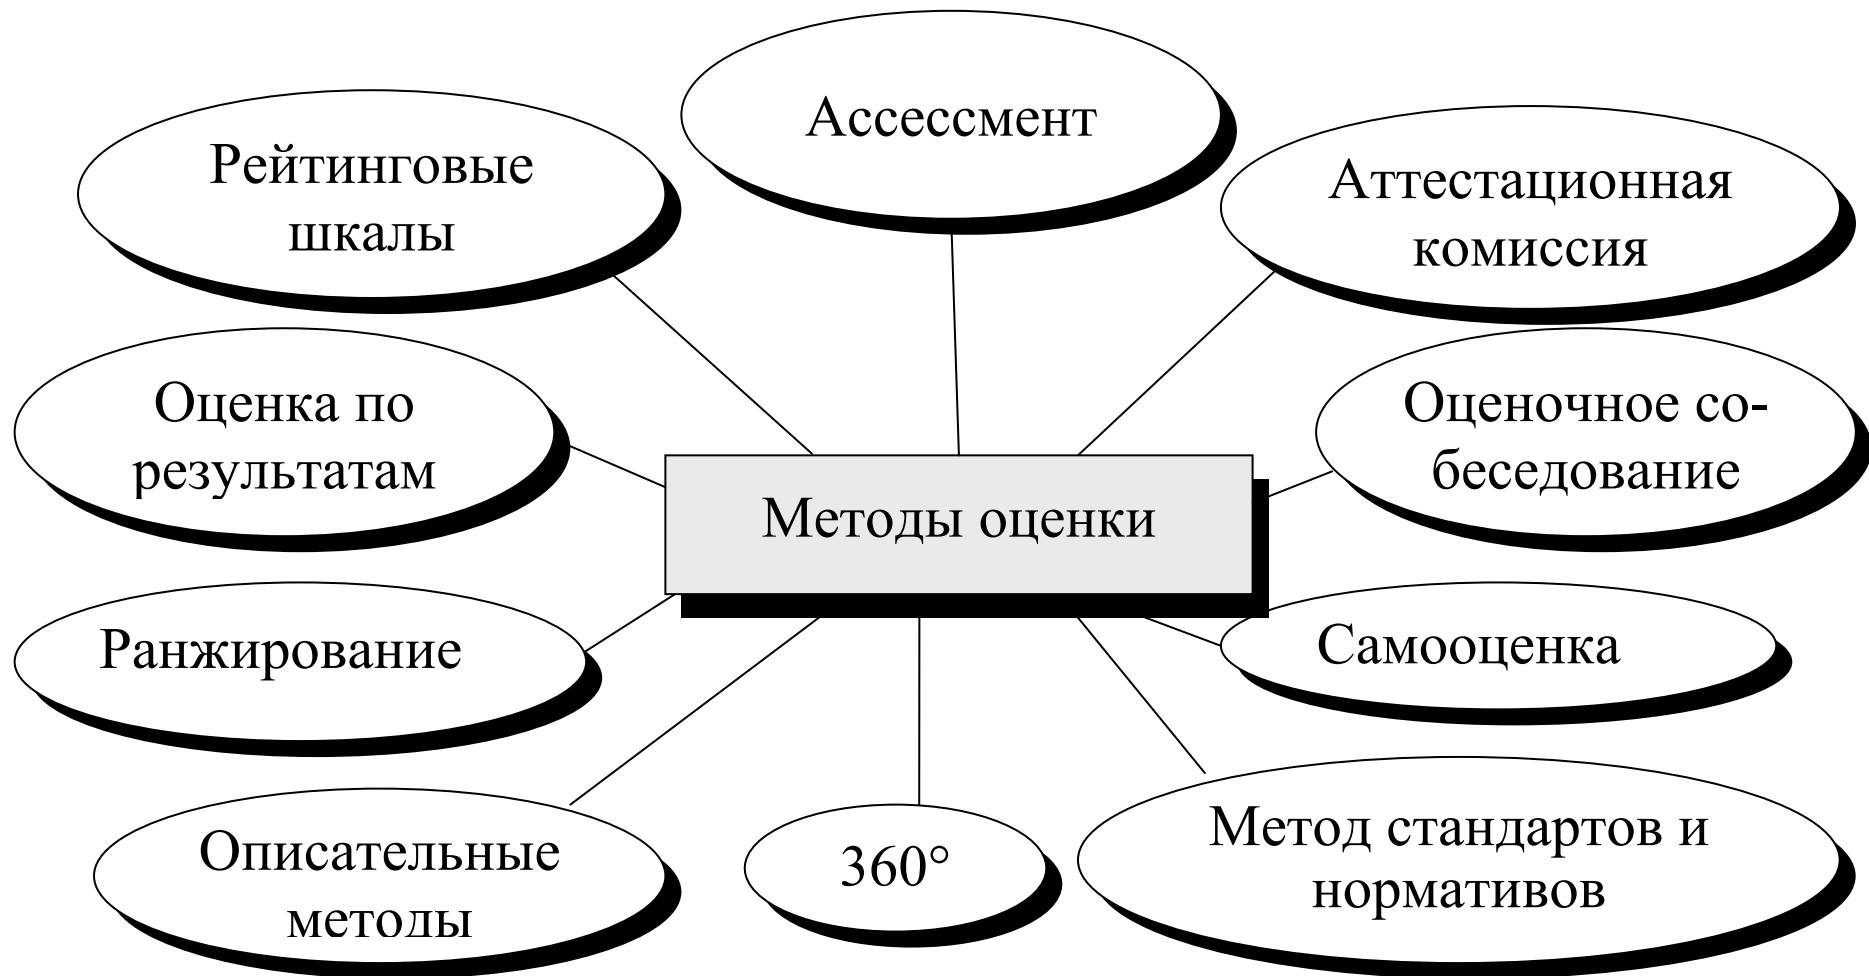 Ассессмент
Рейтинговые
шкалы
Аттестационная
комиссия
Оценка по
результатам
Оценочное со-
беседование
Методы оценки
Ранжирование
Самооценка
Описательные
методы
360°
Метод стандартов и
нормативов